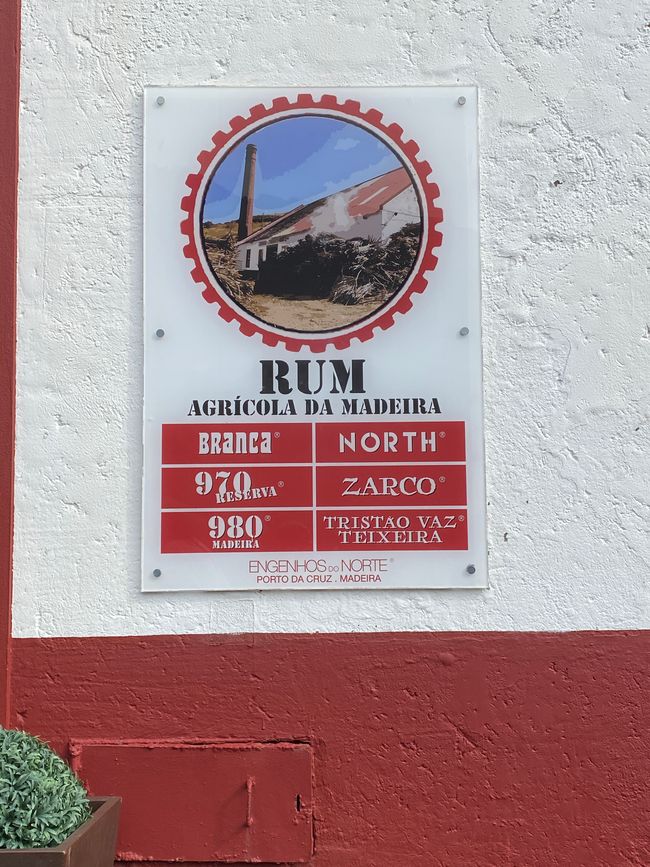 RUM
AGRÍCOLA DA MADEIRA
BRANCA®
NORTH®
970®
RESERVA
ZARCO®
980®
MADEIRA
TRISTÃO VAZ®
TEIXEIRA
ENGENHOS DO NORTE®
PORTO DA CRUZ . MADEIRA